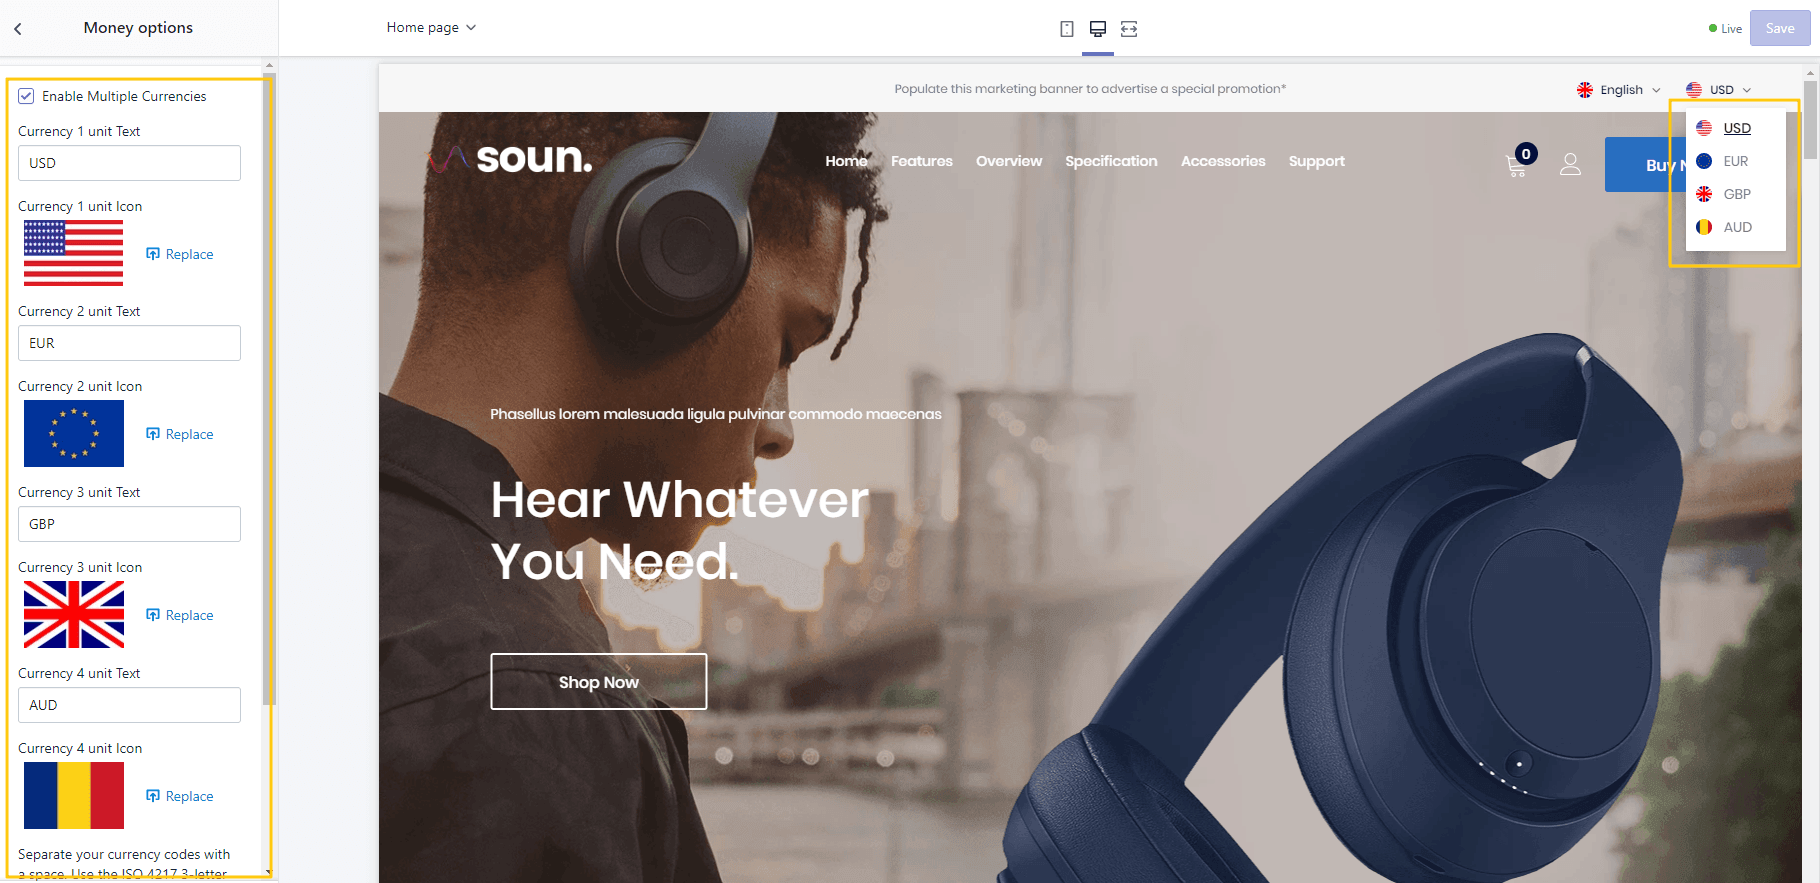 Money options
Home page
Live
Save
Enable Multiple Currencies
Currency 1 unit Text
USD
Currency 1 unit Icon
Replace
Currency 2 unit Text
EUR
Currency 2 unit Icon
Replace
Currency 3 unit Text
GBP
Currency 3 unit Icon
Replace
Currency 4 unit Text
AUD
Currency 4 unit Icon
Replace
Separate your currency codes with
a space. Use the ISO 4217 3-letter
Populate this marketing banner to advertise a special promotion*
English
USD
USD
EUR
GBP
AUD
soun.
Home Features Overview Specification Accessories Support
0
Buy
Phasellus lorem malesuada ligula pulvinar commodo maecenas
Hear Whatever
You Need.
Shop Now